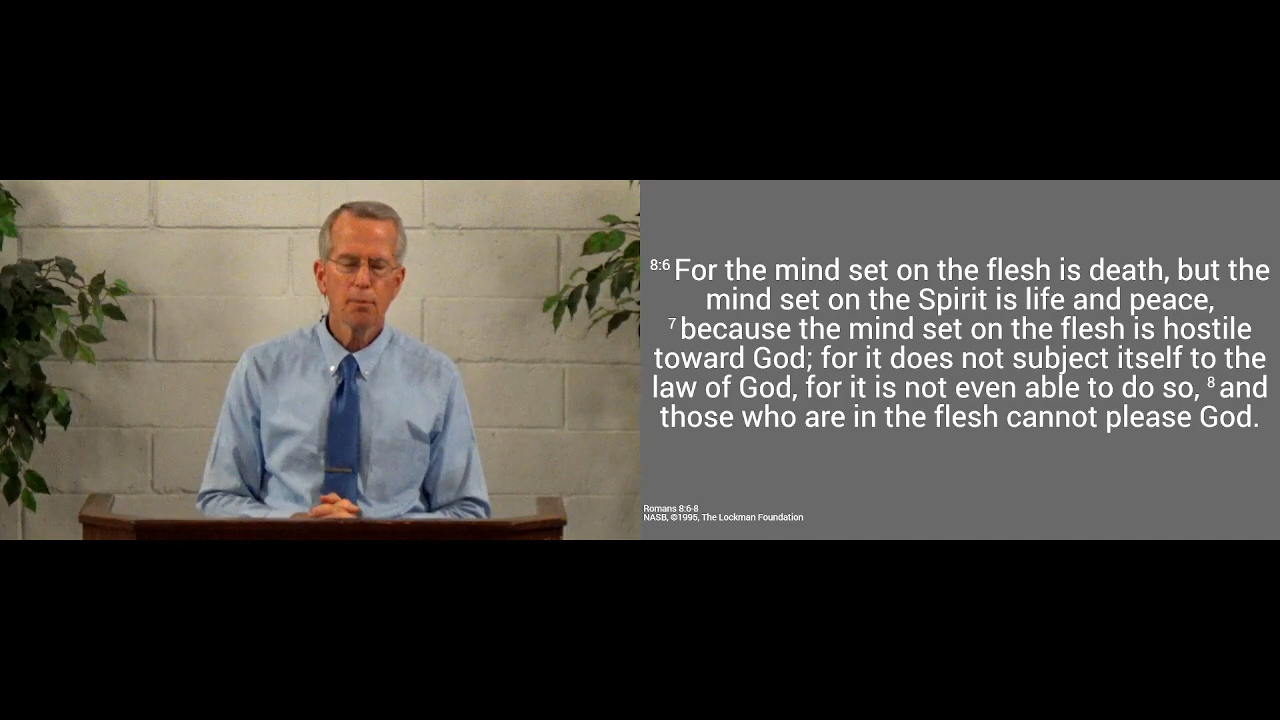 8:6 For the mind set on the flesh is death, but the
mind set on the Spirit is life and peace,
7 because the mind set on the flesh is hostile
toward God; for it does not subject itself to the
law of God, for it is not even able to do so, 8 and
those who are in the flesh cannot please God.
Romans 8:6-8
NASB, ©1995, The Lockman Foundation